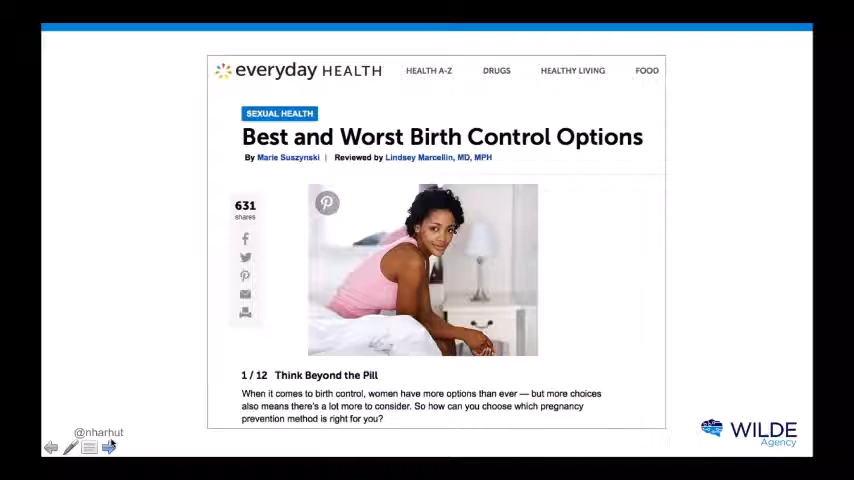 everyday HEALTH HEALTH A-Z DRUGS HEALTHY LIVING FOOD
SEXUAL HEALTH
Best and Worst Birth Control Options
By Marie Suszynski | Reviewed by Lindsey Marcellin, MD, MPH
631
shares
1 / 12 Think Beyond the Pill
When it comes to birth control, women have more options than ever — but more choices
also means there's a lot more to consider. So how can you choose which pregnancy
prevention method is right for you?
@nharhut
WILDE
Agency